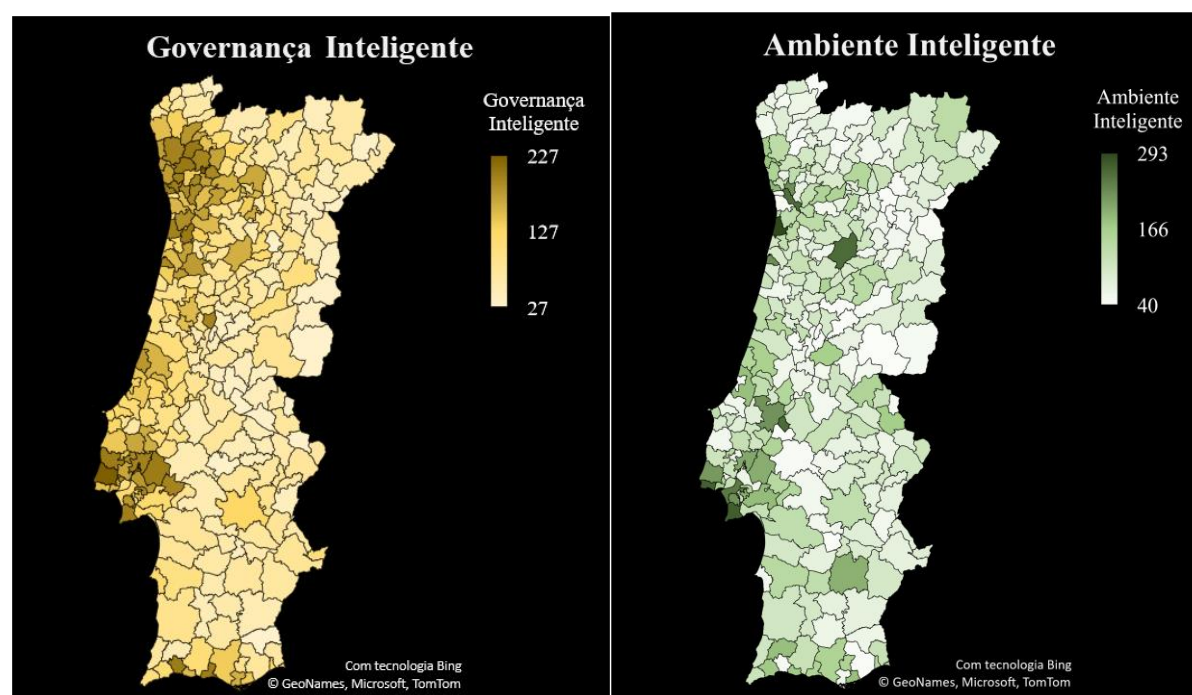 Governança Inteligente
Governança
Inteligente
227
127
27
Com tecnologia Bing
© GeoNames, Microsoft, TomTom
Ambiente Inteligente
Ambiente
Inteligente
293
166
40
Com tecnologia Bing
© GeoNames, Microsoft, TomTom